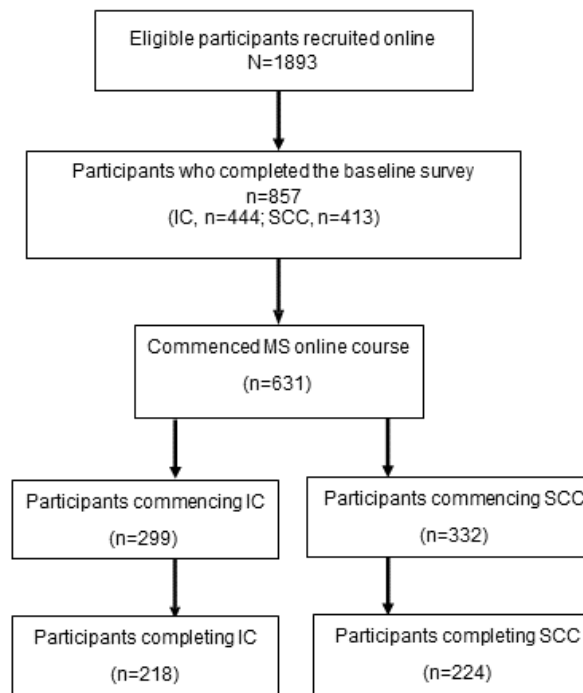 Eligible participants recruited online
N=1893
Participants who completed the baseline survey
n=857
(IC, n=444; SCC, n=413)
Commenced MS online course
(n=631)
Participants commencing IC
(n=299)
Participants commencing SCC
(n=332)
Participants completing IC
(n=218)
Participants completing SCC
(n=224)